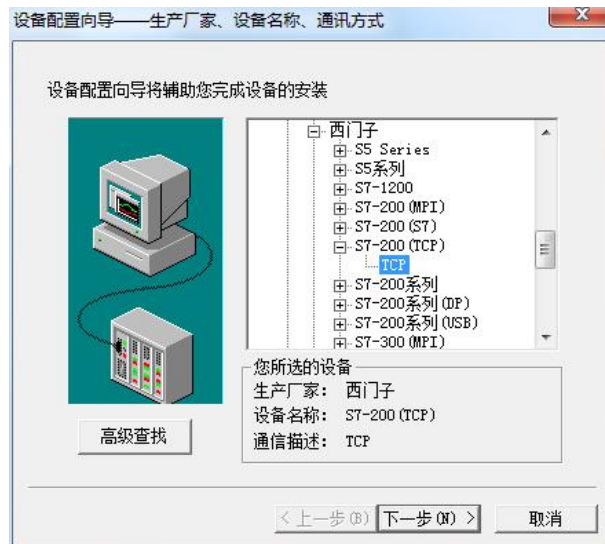 设备配置向导——生产厂家、设备名称、通讯方式
设备配置向导将辅助您完成设备的安装
西门子
S5 Series
S5系列
S7-1200
S7-200(MPI)
S7-200(S7)
S7-200(TCP)
TCP
S7-200系列
S7-200系列(DP)
S7-200系列(USB)
S7-300(MPI)
您所选的设备
生产厂家： 西门子
设备名称： S7-200(TCP)
通信描述： TCP
高级查找
<上一步(B) 下一步(N) > 取消